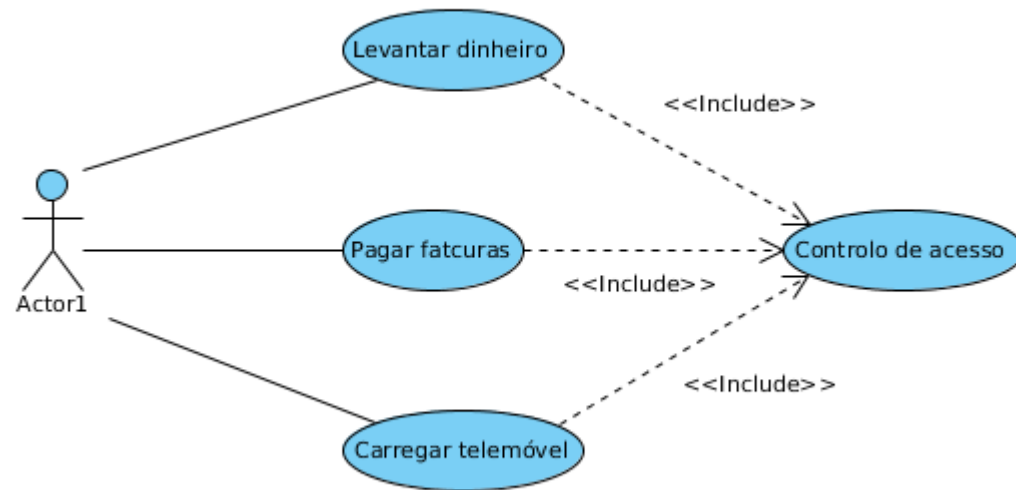 Levantar dinheiro
<<Include>>
Pagar fatcuras
Controlo de acesso
<<Include>>
Actor1
<<Include>>
Carregar telemóvel